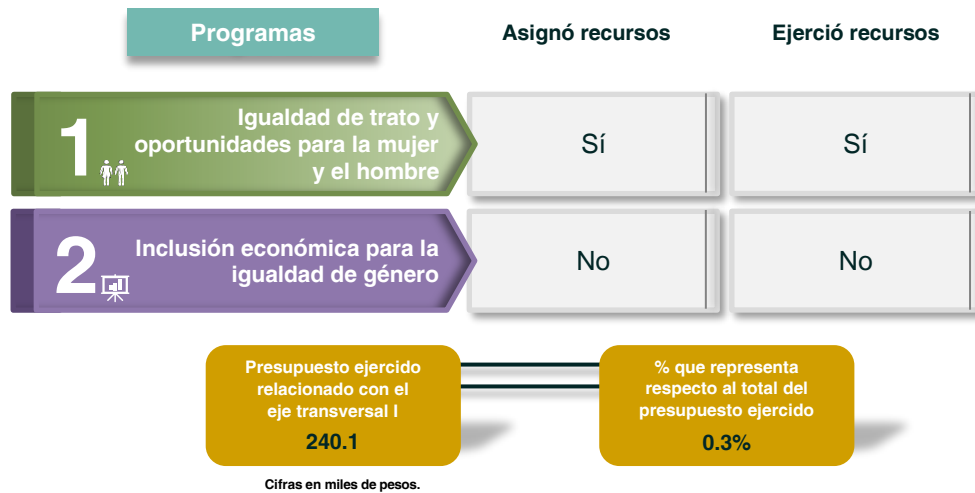 Programas
Asignó recursos
Ejerció recursos
1
Igualdad de trato y
oportunidades para la mujer
y el hombre
Sí
Sí
2
Inclusión económica para la
igualdad de género
No
No
Presupuesto ejercido
relacionado con el
eje transversal I
240.1
% que representa
respecto al total del
presupuesto ejercido
0.3%
Cifras en miles de pesos.